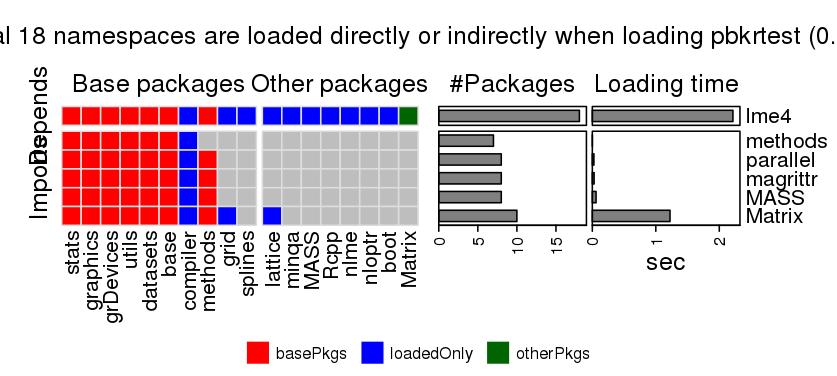 al 18 namespaces are loaded directly or indirectly when loading pbkrtest (0.
Base packages Other packages #Packages Loading time
Depends
Imports
lme4
methods
parallel
magrittr
MASS
Matrix
stats
graphics
grDevices
utils
datasets
base
compiler
methods
grid
splines
lattice
minqa
MASS
Rcpp
nlme
nloptr
boot
Matrix
0 5 10 15
0 1 2
sec
basePkgs loadedOnly otherPkgs